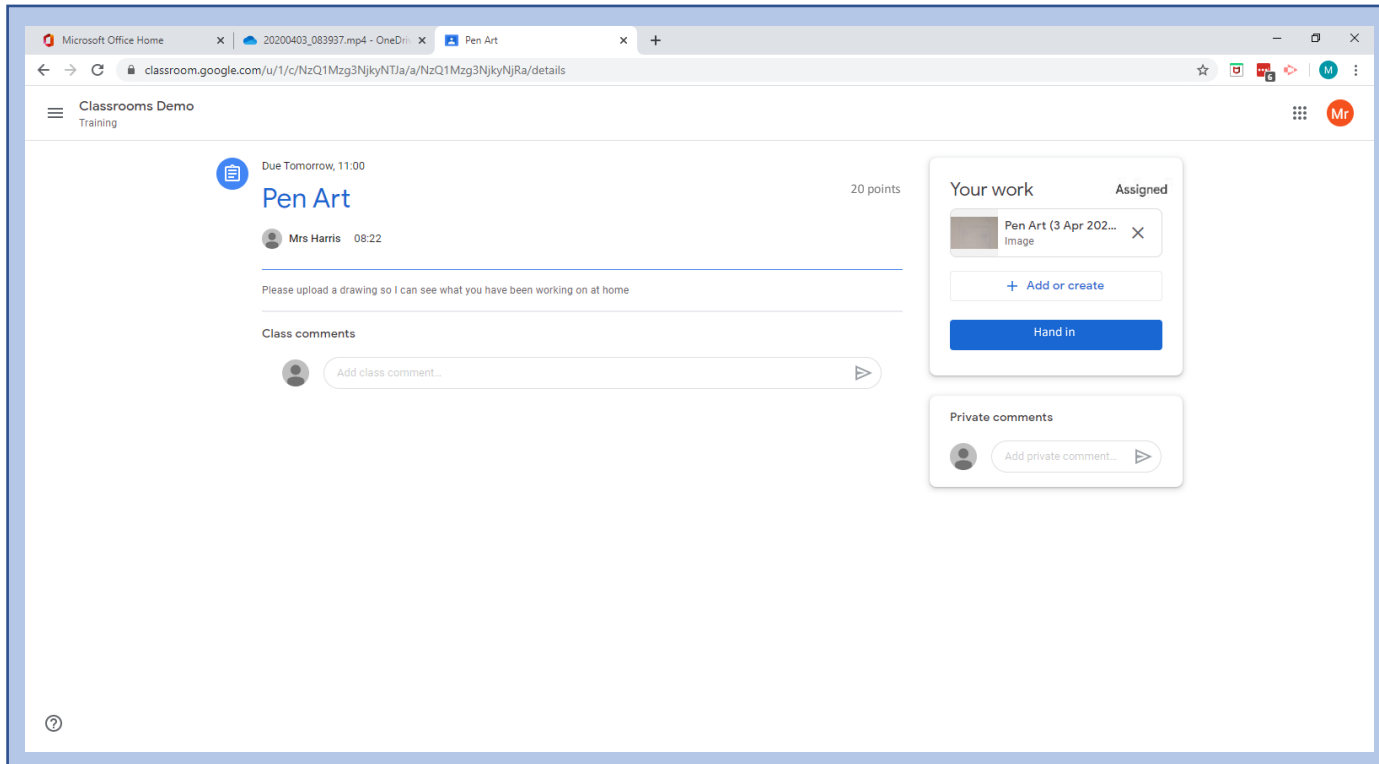 Microsoft Office Home
20200403_083937.mp4 - OneDri
Pen Art
classroom.google.com/u/1/c/NzQ1Mzg3NjkyNTJa/a/NzQ1Mzg3NjkyNjRa/details
6
M
Classrooms Demo
Training
Mr
Due Tomorrow, 11:00
Pen Art
20 points
Mrs Harris 08:22
Please upload a drawing so I can see what you have been working on at home
Class comments
Add class comment...
Your work
Assigned
Pen Art (3 Apr 202...
Image
+ Add or create
Hand in
Private comments
Add private comment...